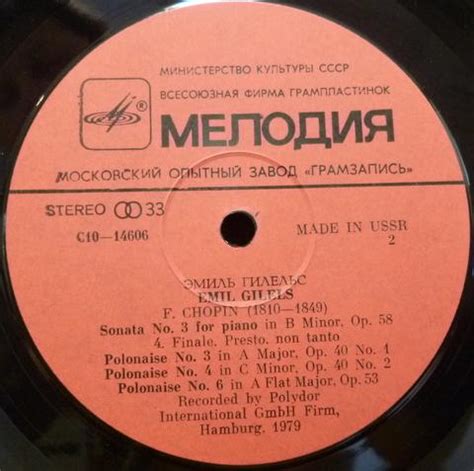 МИНИСТЕРСТВО КУЛЬТУРЫ СССР
ВСЕСОЮЗНАЯ ФИРМА ГРАМПЛАСТИНОК
®
МЕЛОДИЯ
МОСКОВСКИЙ ОПЫТНЫЙ ЗАВОД «ГРАМЗАПИСЬ»
STEREO 33
С10—14606
MADE IN USSR
2
ЭМИЛЬ ГИЛЕЛЬС
EMIL GILELS
F. CHOPIN (1810—1849)
Sonata No. 3 for piano in B Minor, Op. 58
4. Finale. Presto, non tanto
Polonaise No. 3 in A Major, Op. 40 No. 1
Polonaise No. 4 in C Minor, Op. 40 No. 2
Polonaise No. 6 in A Flat Major, Op. 53
Recorded by Polydor
International GmbH Firm,
Hamburg. 1979